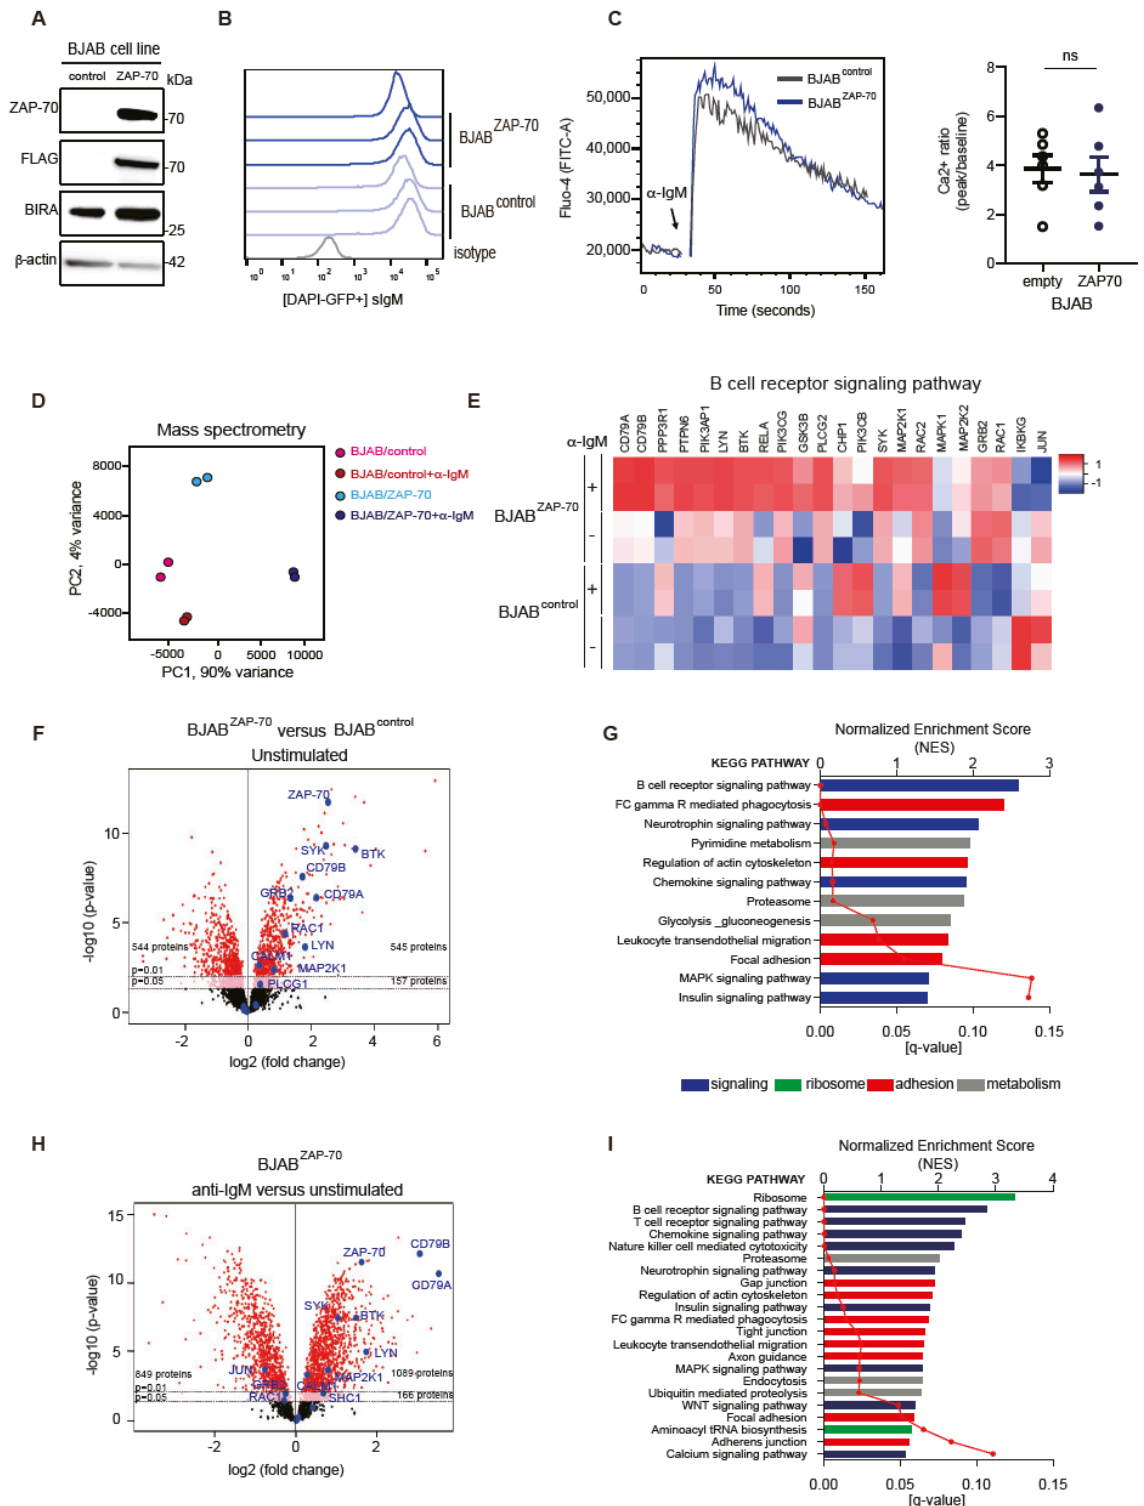 A
BJAB cell line
control ZAP-70 kDa
ZAP-70
-70
FLAG
-70
BIRA
-25
β-actin
-42
B
BJAB ZAP-70
BJAB control
isotype
10^0 10^1 10^2 10^3 10^4 10^5
[DAPI-GFP+] sIgM
C
BJAB control
BJAB ZAP-70
50,000
40,000
30,000
20,000
Fluo-4 (FITC-A)
α-IgM
0 50 100 150
Time (seconds)
ns
8
6
4
2
0
Ca2+ ratio
(peak/baseline)
empty ZAP70
BJAB
D
Mass spectrometry
8000
4000
0
-4000
PC2, 4% variance
-5000 0 5000 10000
PC1, 90% variance
BJAB/control
BJAB/control+α-IgM
BJAB/ZAP-70
BJAB/ZAP-70+α-IgM
E
B cell receptor signaling pathway
α-IgM
CD79A
CD79B
PPP3R1
PTPN6
PIK3AP1
LYN
BTK
RELA
PIK3CG
GSK3B
PLCG2
CHP1
PIK3CB
SYK
MAP2K1
RAC2
MAPK1
MAP2K2
GRB2
RAC1
IKBKG
JUN
1
-1
BJAB ZAP-70
+
-
BJAB control
+
-
F
BJAB ZAP-70 versus BJAB control
Unstimulated
10
5
0
-log10 (p-value)
ZAP-70
SYK
BTK
CD79B
GRB2
CD79A
RAC1
LYN
CALM1
MAP2K1
PLCG1
544 proteins
545 proteins
p=0.01
p=0.05
157 proteins
-2 0 2 4 6
log2 (fold change)
G
Normalized Enrichment Score
(NES)
KEGG PATHWAY 0 1 2 3
B cell receptor signaling pathway
FC gamma R mediated phagocytosis
Neurotrophin signaling pathway
Pyrimidine metabolism
Regulation of actin cytoskeleton
Chemokine signaling pathway
Proteasome
Glycolysis _gluconeogenesis
Leukocyte transendothelial migration
Focal adhesion
MAPK signaling pathway
Insulin signaling pathway
0.00 0.05 0.10 0.15
[q-value]
signaling ribosome adhesion metabolism
H
BJAB ZAP-70
anti-IgM versus unstimulated
15
10
5
0
-log10 (p-value)
ZAP-70
CD79B
GD79A
SYK
BTK
LYN
JUN
MAP2K1
GRB2
CALM1
RAC1
SHC1
849 proteins
1089 proteins
p=0.01
p=0.05
166 proteins
0 2
log2 (fold change)
I
Normalized Enrichment Score
(NES)
KEGG PATHWAY 0 1 2 3 4
Ribosome
B cell receptor signaling pathway
T cell receptor signaling pathway
Chemokine signaling pathway
Nature killer cell mediated cytotoxicity
Proteasome
Neurotrophin signaling pathway
Gap junction
Regulation of actin cytoskeleton
Insulin signaling pathway
FC gamma R mediated phagocytosis
Tight junction
Leukocyte transendothelial migration
Axon guidance
MAPK signaling pathway
Endocytosis
Ubiquitin mediated proteolysis
WNT signaling pathway
Focal adhesion
Aminoacyl tRNA biosynthesis
Adherens junction
Calcium signaling pathway
0.00 0.05 0.10 0.15
[q-value]